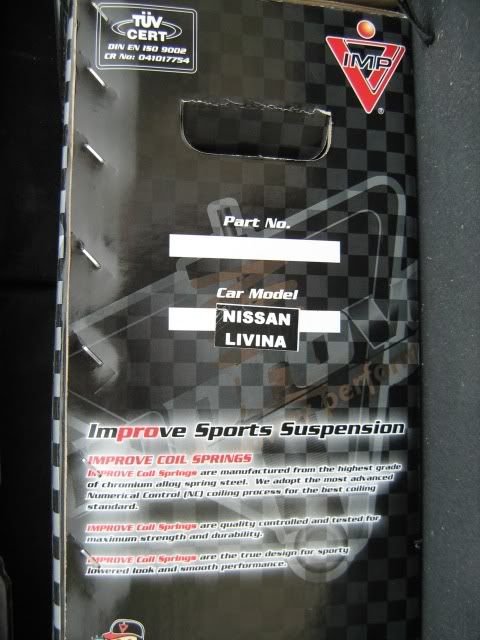 TÜV
CERT
DIN EN ISO 9002
CR No: 041017754
IMP
®
Part No.
Car Model
NISSAN
LIVINA
perform
Improve Sports Suspension
IMPROVE COIL SPRINGS
IMPROVE Coil Springs are manufactured from the highest grade
of chromium alloy spring steel. We adopt the most advanced
Numerical Control (NC) coiling process for the best coiling
standard.
IMPROVE Coil Springs are quality controlled and tested for
maximum strength and durability.
IMPROVE Coil Springs are the true design for sporty
lowered look and smooth performance.